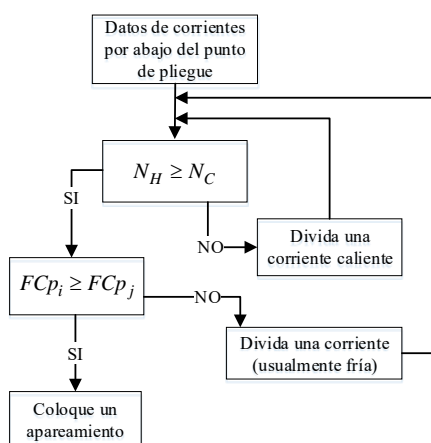 Datos de corrientes
por abajo del punto
de pliegue
N_H ≥ N_C
SI
NO
Divida una
corriente caliente
FCp_i ≥ FCp_j
NO
SI
Divida una corriente
(usualmente fría)
Coloque un
apareamiento